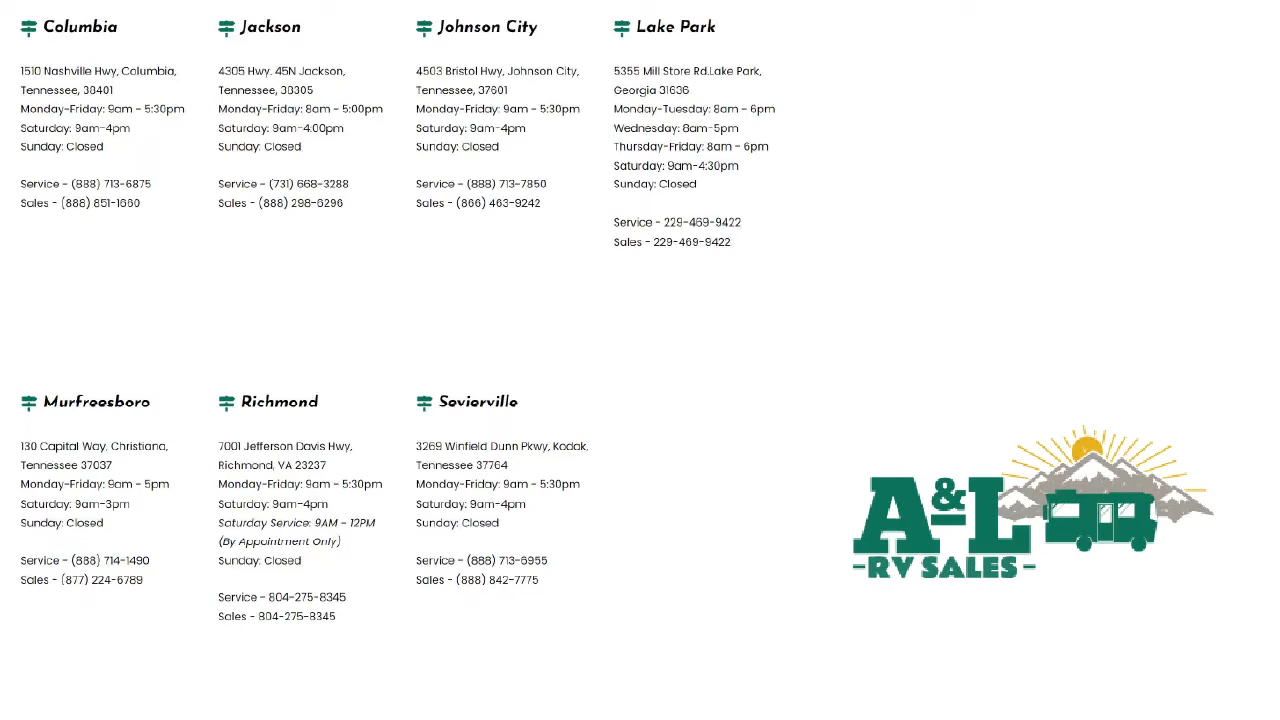 Columbia
1510 Nashville Hwy, Columbia,
Tennessee, 38401
Monday-Friday: 9am - 5:30pm
Saturday: 9am-4pm
Sunday: Closed
Service - (888) 713-6875
Sales - (888) 851-1660
Jackson
4305 Hwy. 45N Jackson,
Tennessee, 38305
Monday-Friday: 8am - 5:00pm
Saturday: 9am-4:00pm
Sunday: Closed
Service - (731) 668-3288
Sales - (888) 298-6296
Johnson City
4503 Bristol Hwy, Johnson City,
Tennessee, 37601
Monday-Friday: 9am - 5:30pm
Saturday: 9am-4pm
Sunday: Closed
Service - (888) 713-7850
Sales - (866) 463-9242
Lake Park
5355 Mill Store Rd.Lake Park,
Georgia 31636
Monday-Tuesday: 8am - 6pm
Wednesday: 8am-5pm
Thursday-Friday: 8am - 6pm
Saturday: 9am-4:30pm
Sunday: Closed
Service - 229-469-9422
Sales - 229-469-9422
Murfreesboro
130 Capital Way, Christiana,
Tennessee 37037
Monday-Friday: 9am - 5pm
Saturday: 9am-3pm
Sunday: Closed
Service - (888) 714-1490
Sales - (877) 224-6789
Richmond
7001 Jefferson Davis Hwy,
Richmond, VA 23237
Monday-Friday: 9am - 5:30pm
Saturday: 9am-4pm
Saturday Service: 9AM - 12PM
(By Appointment Only)
Sunday: Closed
Service - 804-275-8345
Sales - 804-275-8345
Sevierville
3269 Winfield Dunn Pkwy, Kodak,
Tennessee 37764
Monday-Friday: 9am - 5:30pm
Saturday: 9am-4pm
Sunday: Closed
Service - (888) 713-5955
Sales - (888) 842-7775
A&L
-RV SALES-